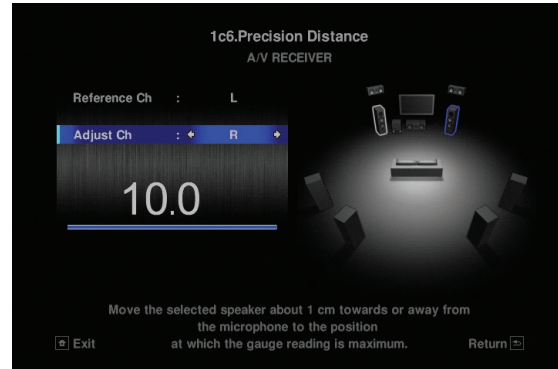 1c6.Precision Distance
A/V RECEIVER
Reference Ch : L
Adjust Ch : R
10.0
Move the selected speaker about 1 cm towards or away from
the microphone to the position
at which the gauge reading is maximum.
Exit
Return